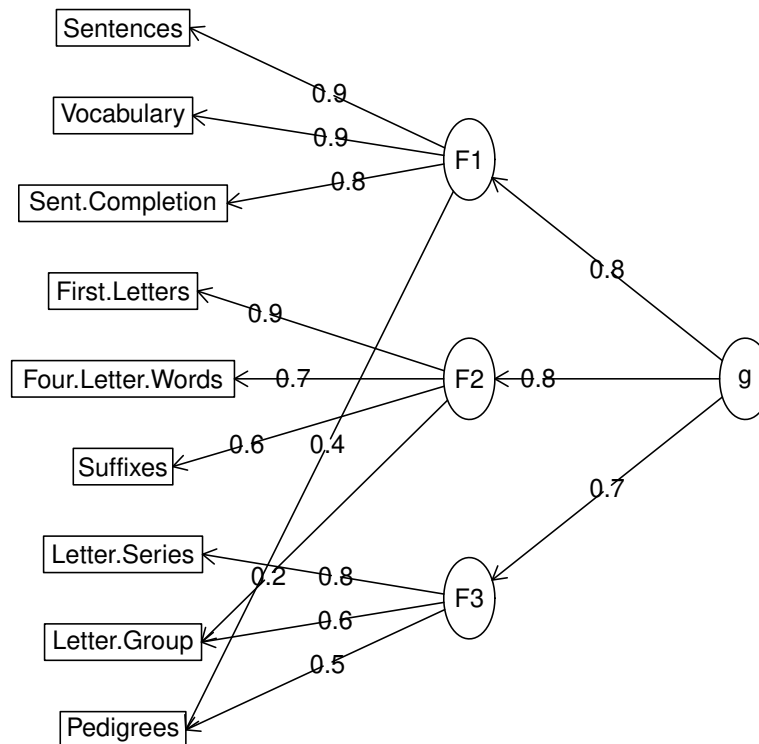 Sentences
0.9
Vocabulary
0.9
F1
0.8
Sent.Completion
0.8
First.Letters
0.9
Four.Letter.Words
0.7
F2
0.8
g
Suffixes
0.6
0.4
0.7
Letter.Series
0.2
0.8
F3
Letter.Group
0.6
0.5
Pedigrees